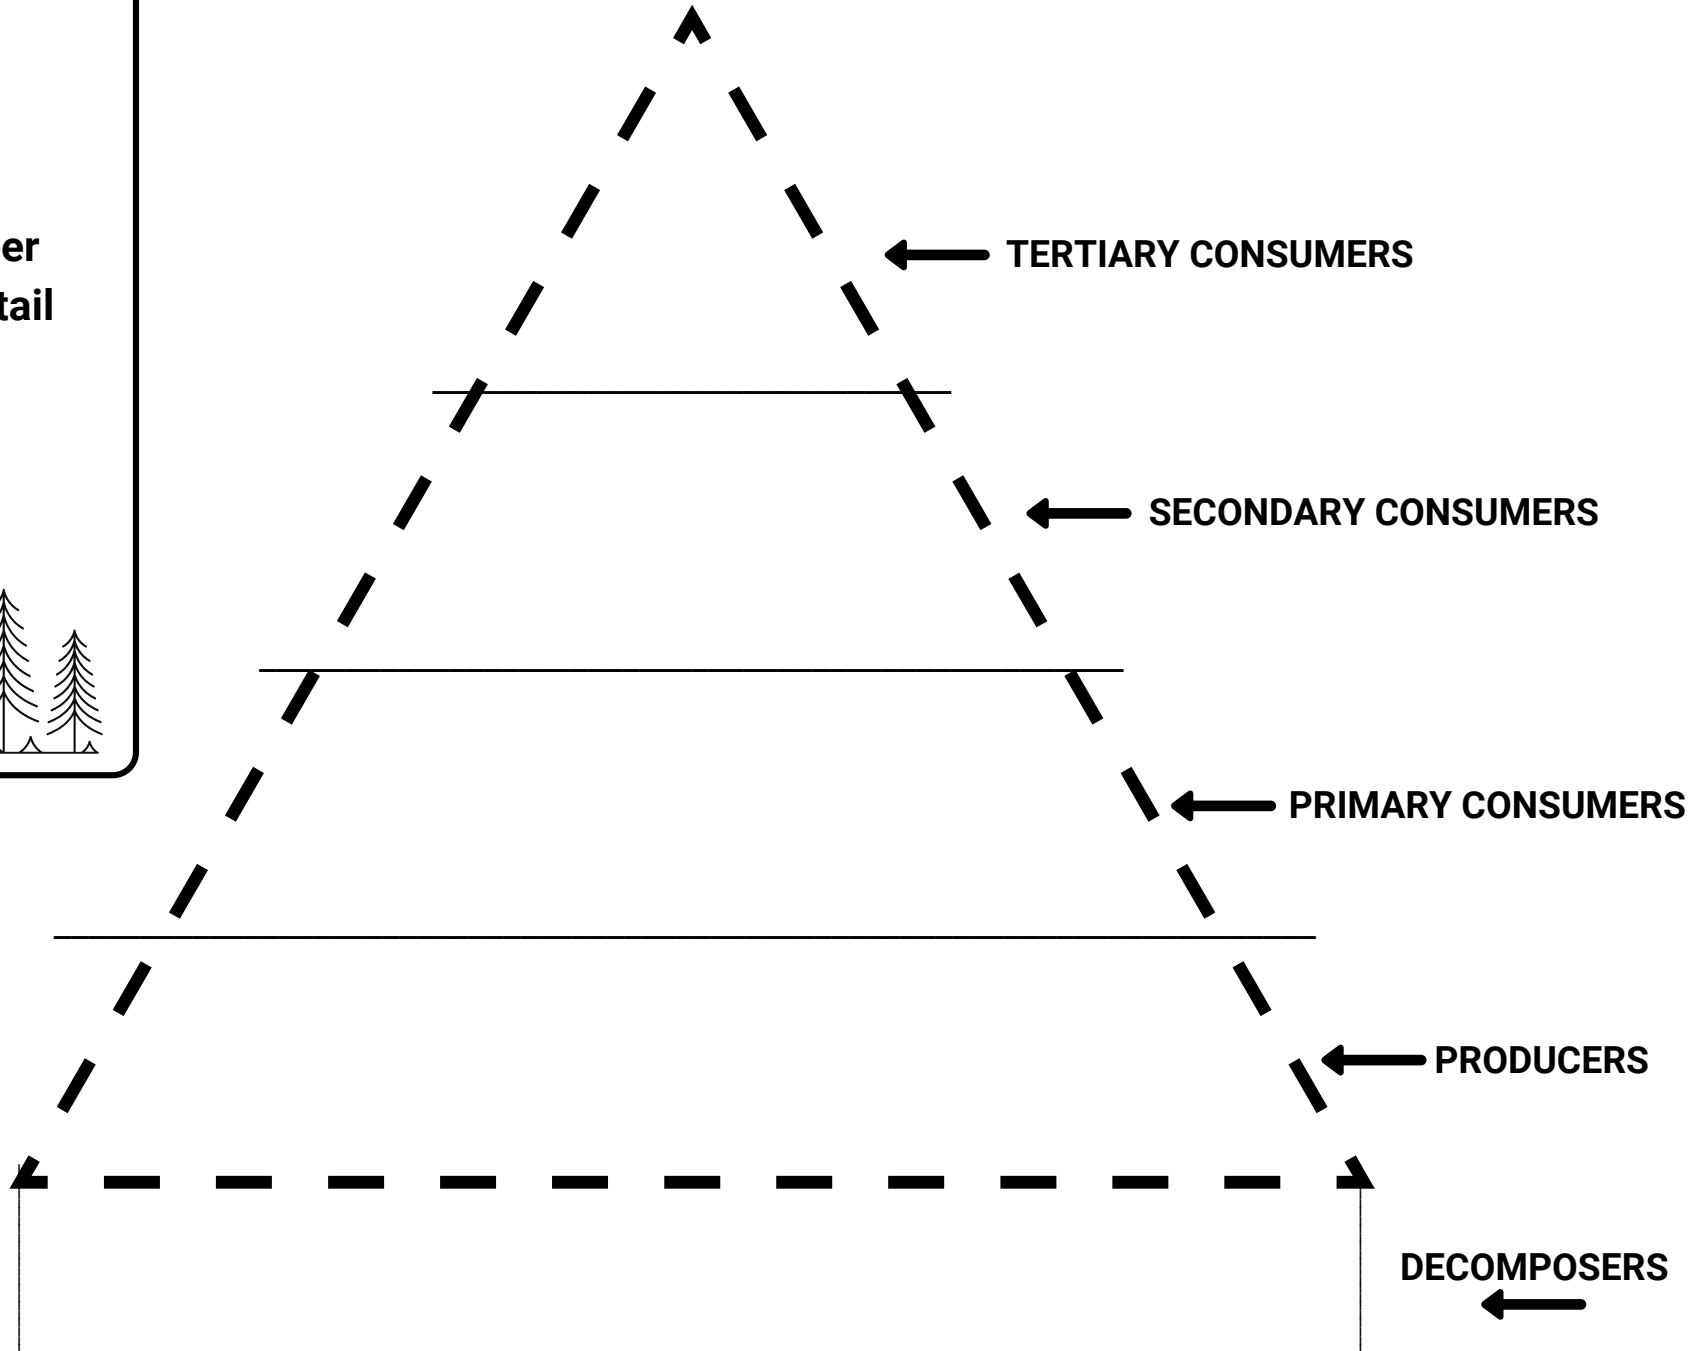 er
tail
TERTIARY CONSUMERS
SECONDARY CONSUMERS
PRIMARY CONSUMERS
PRODUCERS
DECOMPOSERS